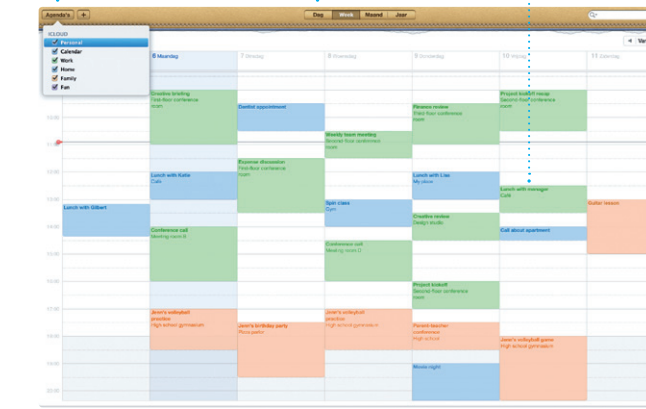 Agenda's +
Dag Week Maand Jaar
ICLOUD
Personal
Calendar
Work
Home
Family
Fun
6 Maandag
7 Dinsdag
8 Woensdag
9 Donderdag
10 Vrijdag
11 Zaterdag
Creative briefing
First-floor conference
room
Dentist appointment
Finance review
Third-floor conference
room
Project kickoff recap
Second-floor conference
room
Weekly team meeting
Second-floor conference
room
Expense discussion
First-floor conference
room
Lunch with Katie
Café
Lunch with Lisa
My place
Lunch with manager
Café
Lunch with Gilbert
Spin class
Gym
Guitar lesson
Creative review
Design studio
Conference call
Meeting room B
Call about apartment
Conference call
Meeting room D
Project kickoff
Second-floor conference
room
Jenn's volleyball
practice
High school gymnasium
Jenn's birthday party
Pizza parlor
Jenn's volleyball
practice
High school gymnasium
Parent-teacher
conference
High school
Jenn's volleyball game
High school gymnasium
Movie night